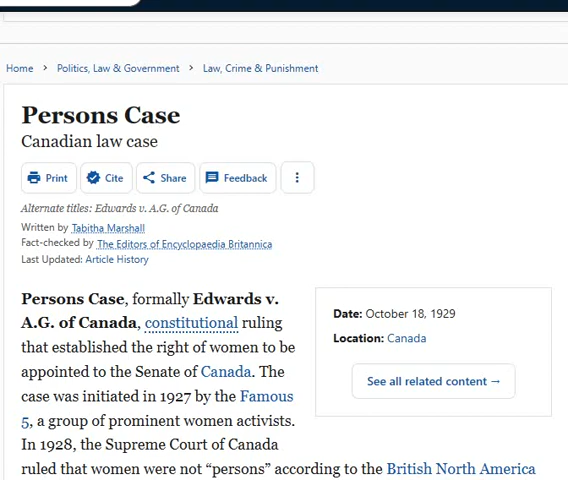 Home > Politics, Law & Government > Law, Crime & Punishment
Persons Case
Canadian law case
Print Cite Share Feedback
Alternate titles: Edwards v. A.G. of Canada
Written by Tabitha Marshall
Fact-checked by The Editors of Encyclopaedia Britannica
Last Updated: Article History
Persons Case, formally Edwards v.
A.G. of Canada, constitutional ruling
that established the right of women to be
appointed to the Senate of Canada. The
case was initiated in 1927 by the Famous
5, a group of prominent women activists.
In 1928, the Supreme Court of Canada
ruled that women were not “persons” according to the British North America
Date: October 18, 1929
Location: Canada
See all related content →